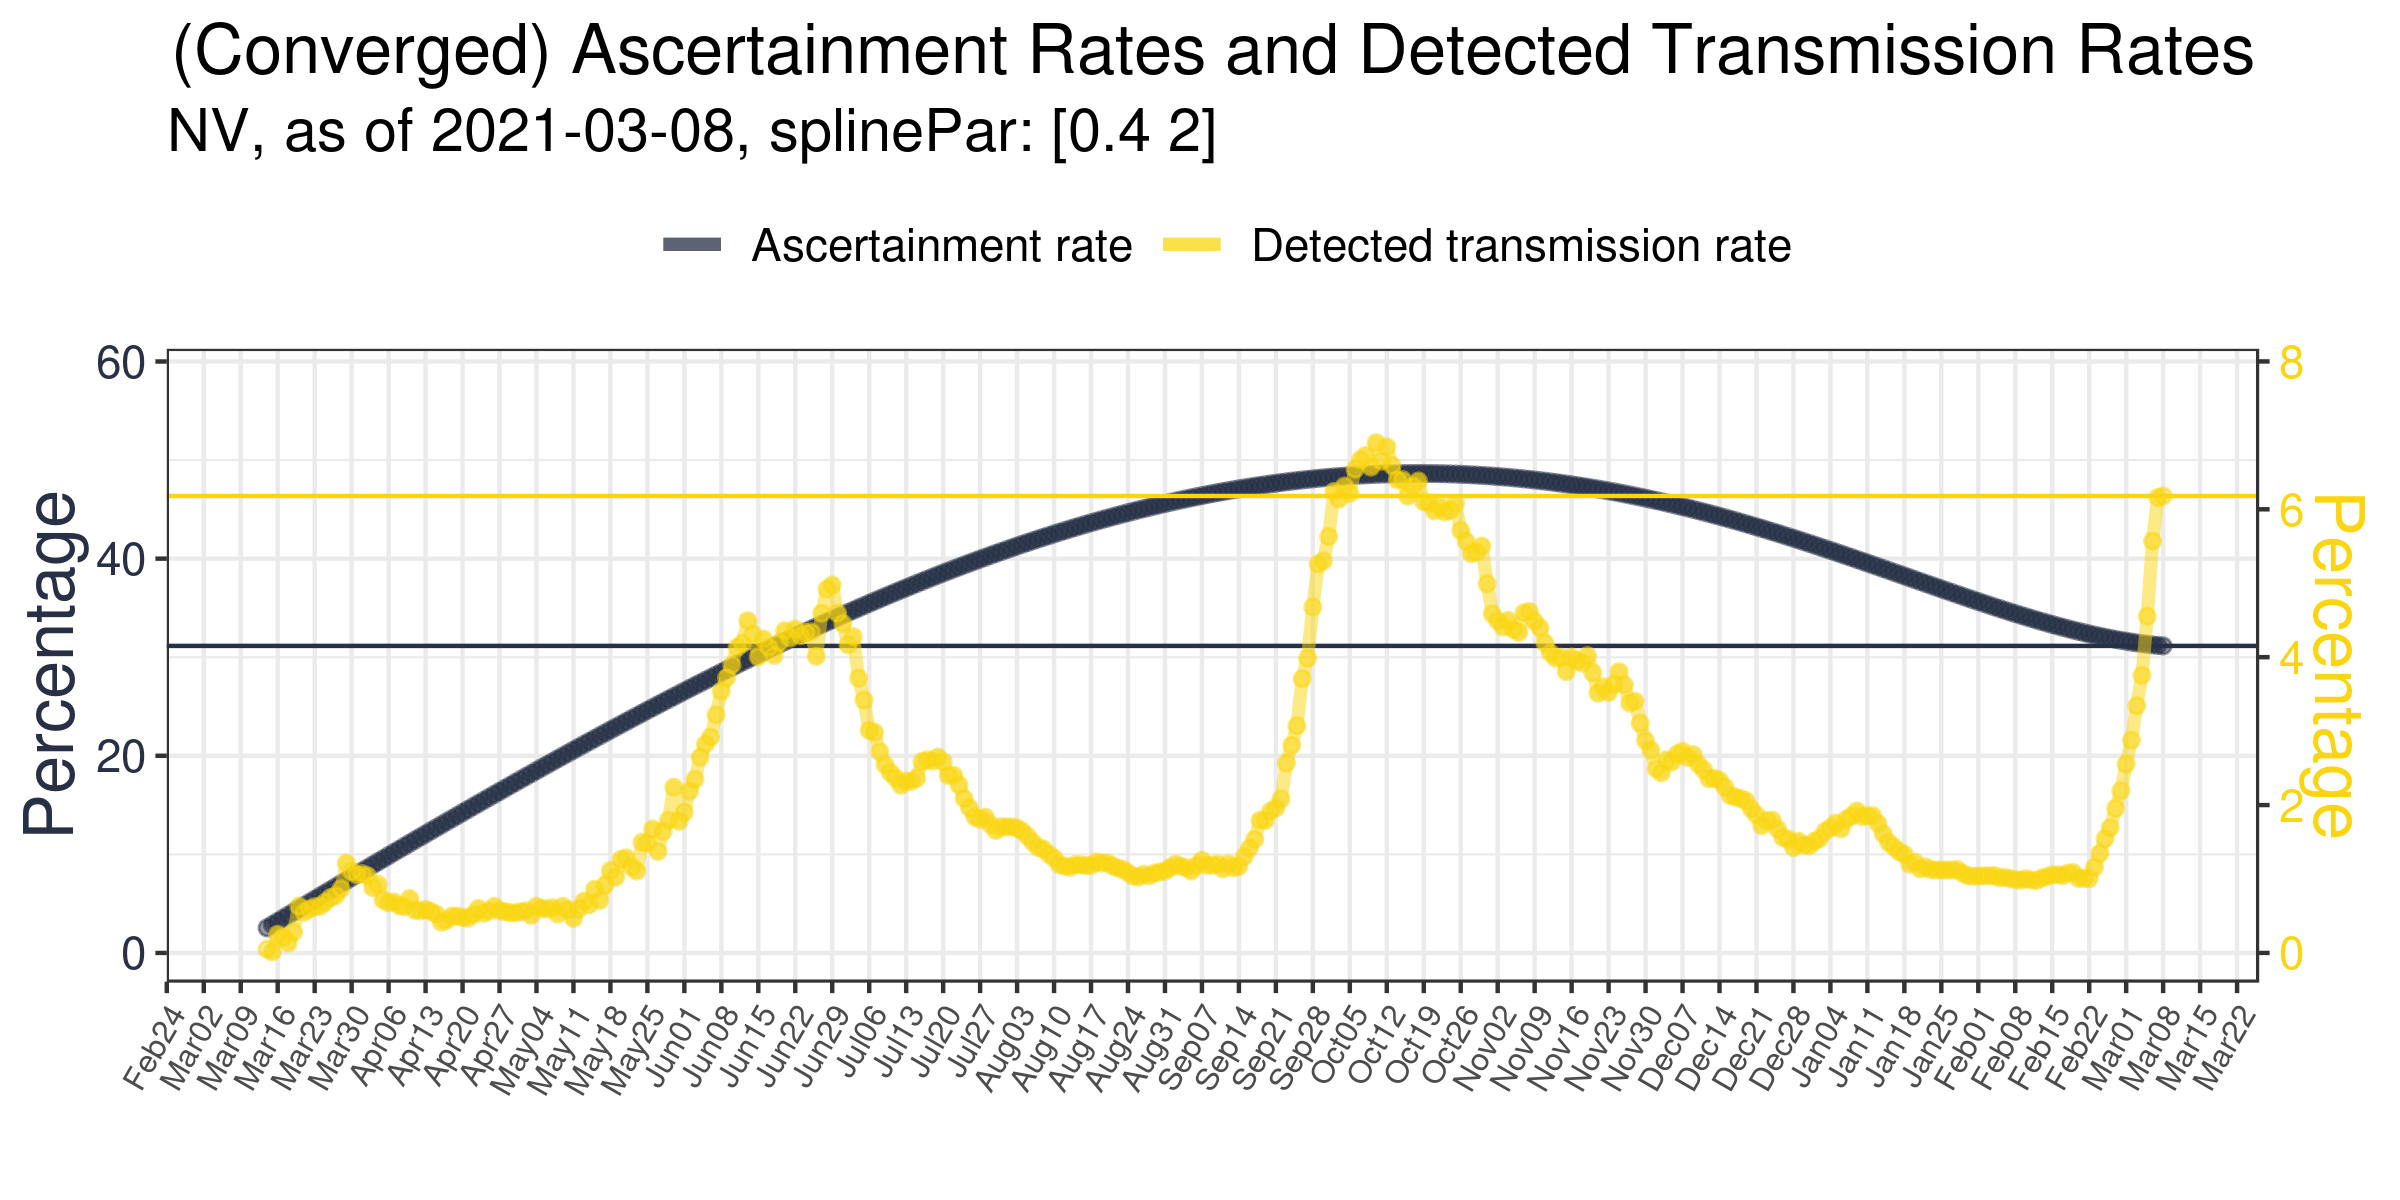 (Converged) Ascertainment Rates and Detected Transmission Rates
NV, as of 2021-03-08, splinePar: [0.4 2]
Ascertainment rate
Detected transmission rate
Percentage
60
40
20
0
8
6
4
2
0
Percentage
Feb24
Mar02
Mar09
Mar16
Mar23
Mar30
Apr06
Apr13
Apr20
Apr27
May04
May11
May18
May25
Jun01
Jun08
Jun15
Jun22
Jun29
Jul06
Jul13
Jul20
Jul27
Aug03
Aug10
Aug17
Aug24
Aug31
Sep07
Sep14
Sep21
Sep28
Oct05
Oct12
Oct19
Oct26
Nov02
Nov09
Nov16
Nov23
Nov30
Dec07
Dec14
Dec21
Dec28
Jan04
Jan11
Jan18
Jan25
Feb01
Feb08
Feb15
Feb22
Mar01
Mar08
Mar15
Mar22